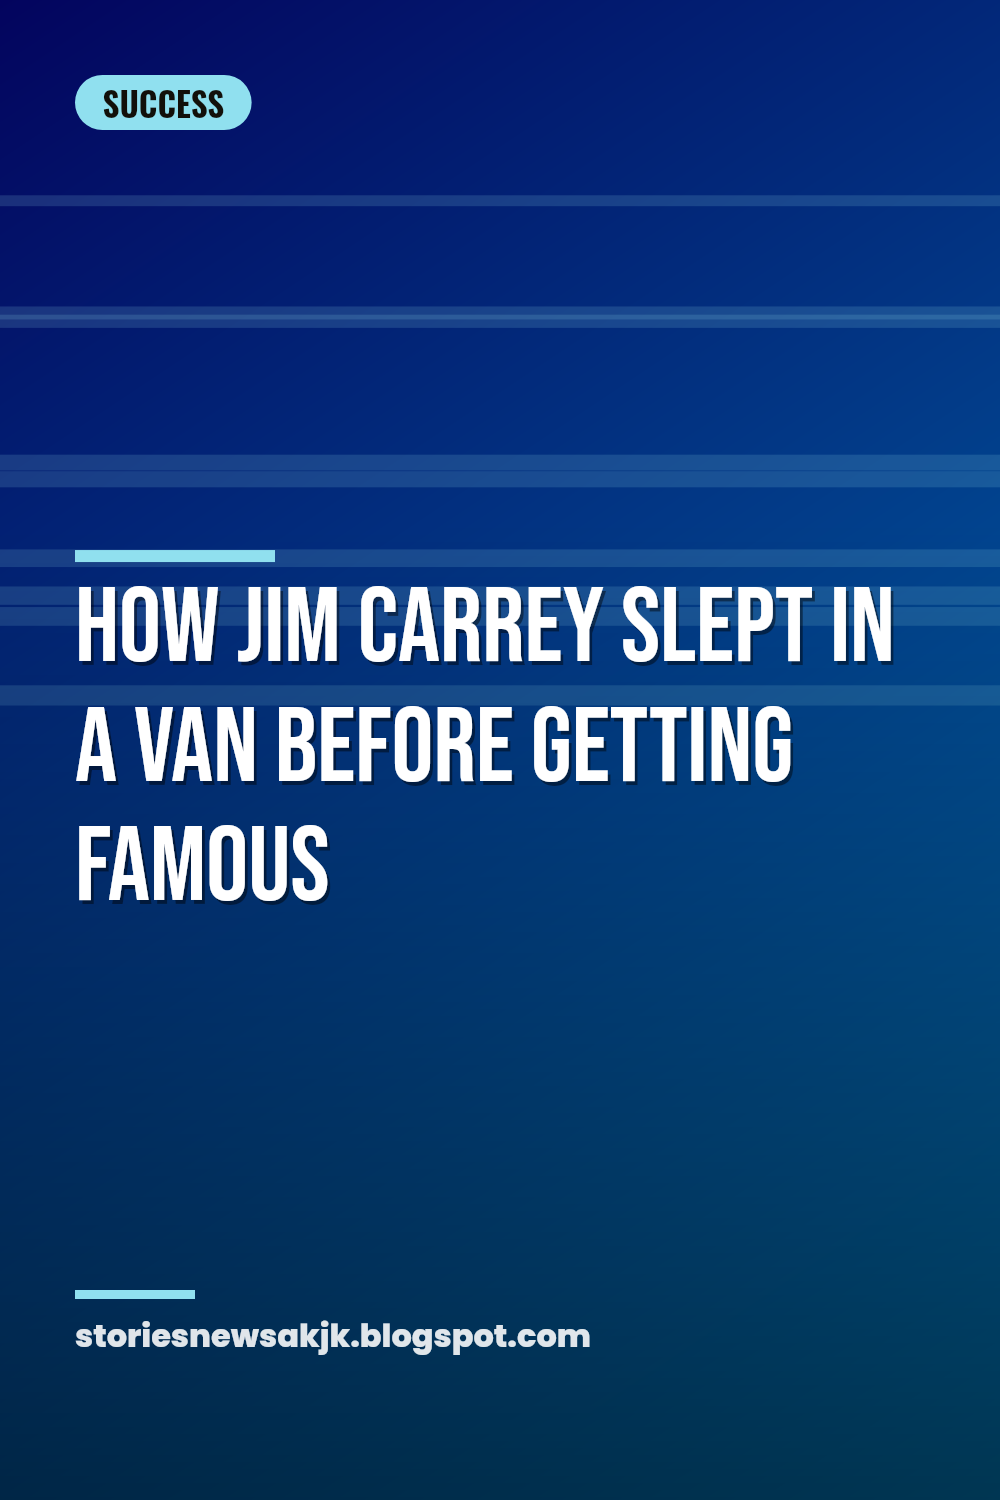 SUCCESS
HOW JIM CARREY SLEPT IN
A VAN BEFORE GETTING
FAMOUS
storiesnewsakjk.blogspot.com